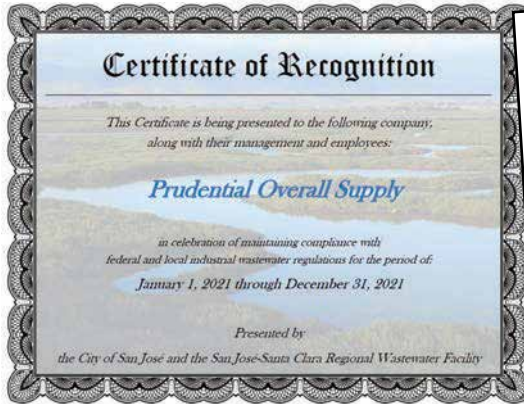 Certificate of Recognition
This Certificate is being presented to the following company,
along with their management and employees:
Prudential Overall Supply
in celebration of maintaining compliance with
federal and local industrial wastewater regulations for the period of:
January 1, 2021 through December 31, 2021
Presented by
the City of San José and the San José-Santa Clara Regional Wastewater Facility